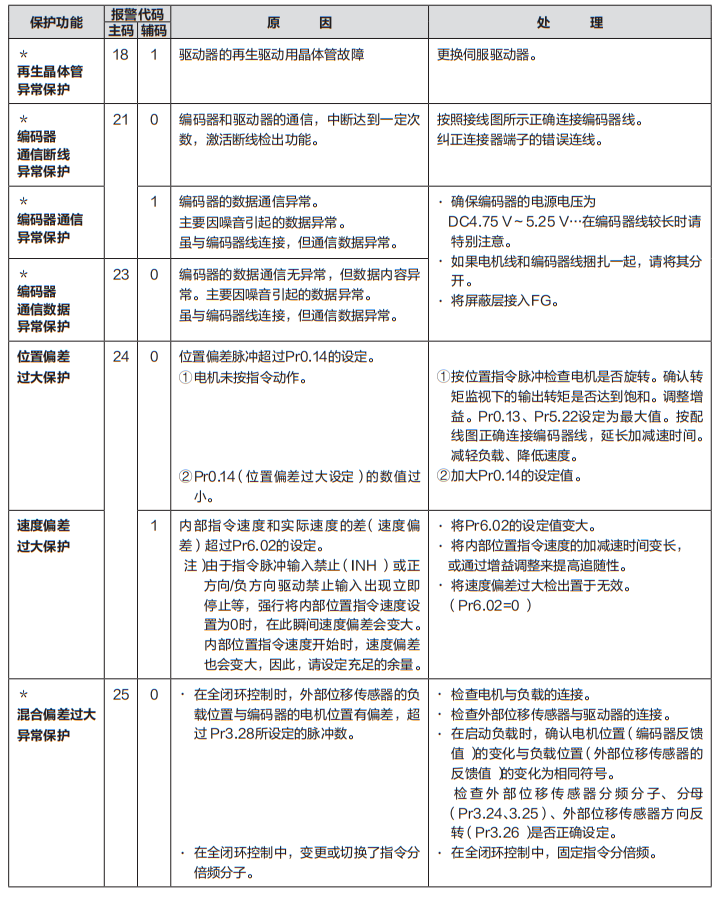 保护功能 报警代码 原 因 处 理
主码 辅码
＊ 18 1 驱动器的再生驱动用晶体管故障 更换伺服驱动器。
再生晶体管
异常保护
＊ 21 0 编码器和驱动器的通信，中断达到一定次 按照接线图所示正确连接编码器线。
编码器 数，激活断线检出功能。 纠正连接器端子的错误连线。
通信断线
异常保护
＊ 1 编码器的数据通信异常。 · 确保编码器的电源电压为
编码器通信 主要因噪音引起的数据异常。 DC4.75 V～5.25 V…在编码器线较长时请
异常保护 虽与编码器线连接，但通信数据异常。 特别注意。
· 如果电机线和编码器线捆扎一起，请将其分
开。
· 将屏蔽层接入FG。
＊ 23 0 编码器的数据通信无异常，但数据内容异
编码器 常。主要因噪音引起的数据异常。
通信数据 虽与编码器线连接，但通信数据异常。
异常保护
位置偏差 24 0 位置偏差脉冲超过Pr0.14的设定。
过大保护 ①电机未按指令动作。 ①按位置指令脉冲检查电机是否旋转。确认转
矩监视下的输出转矩是否达到饱和。调整增
益。Pr0.13、Pr5.22设定为最大值。按配
线图正确连接编码器线，延长加减速时间。
减轻负载、降低速度。
②Pr0.14（位置偏差过大设定）的数值过 ②加大Pr0.14的设定值。
小。
速度偏差 1 内部指令速度和实际速度的差（速度偏 · 将Pr6.02的设定值变大。
过大保护 差）超过Pr6.02的设定。 · 将内部位置指令速度的加减速时间变长，
注）由于指令脉冲输入禁止（INH ）或正 或通过增益调整来提高追随性。
方向/负方向驱动禁止输入出现立即 · 将速度偏差过大检出置于无效。
停止等，强行将内部位置指令速度设 （Pr6.02=0 ）
置为0时，在此瞬间速度偏差会变大。
内部位置指令速度开始时，速度偏差
也会变大，因此，请设定充足的余量。
＊ 25 0 · 在全闭环控制时，外部位移传感器的负 · 检查电机与负载的连接。
混合偏差过大 载位置与编码器的电机位置有偏差，超 · 检查外部位移传感器与驱动器的连接。
异常保护 过 Pr3.28所设定的脉冲数。 · 在启动负载时，确认电机位置（编码器反馈
值 ）的变化与负载位置（外部位移传感器的
反馈值 ）的变化为相同符号。
检查外部位移传感器分频分子、分母
（Pr3.24、3.25）、外部位移传感器方向反
转（Pr3.26 ）是否正确设定。
· 在全闭环控制中，变更或切换了指令分 · 在全闭环控制中，固定指令分倍频。
倍频分子。